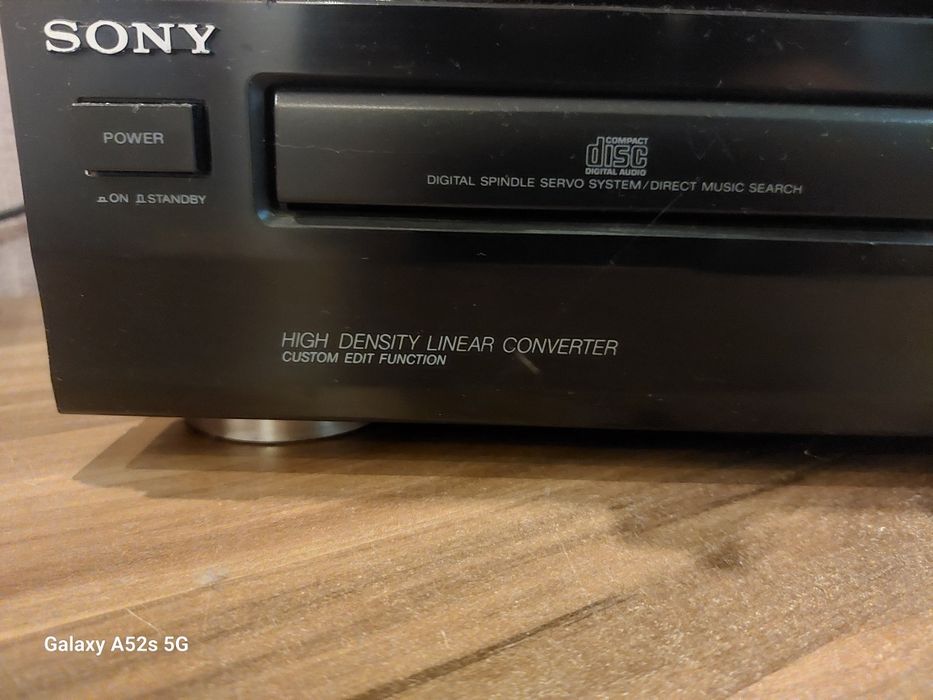 SONY
POWER
ON STANDBY
COMPACT
disc
DIGITAL AUDIO
DIGITAL SPINDLE SERVO SYSTEM/DIRECT MUSIC SEARCH
HIGH DENSITY LINEAR CONVERTER
CUSTOM EDIT FUNCTION
Galaxy A52s 5G